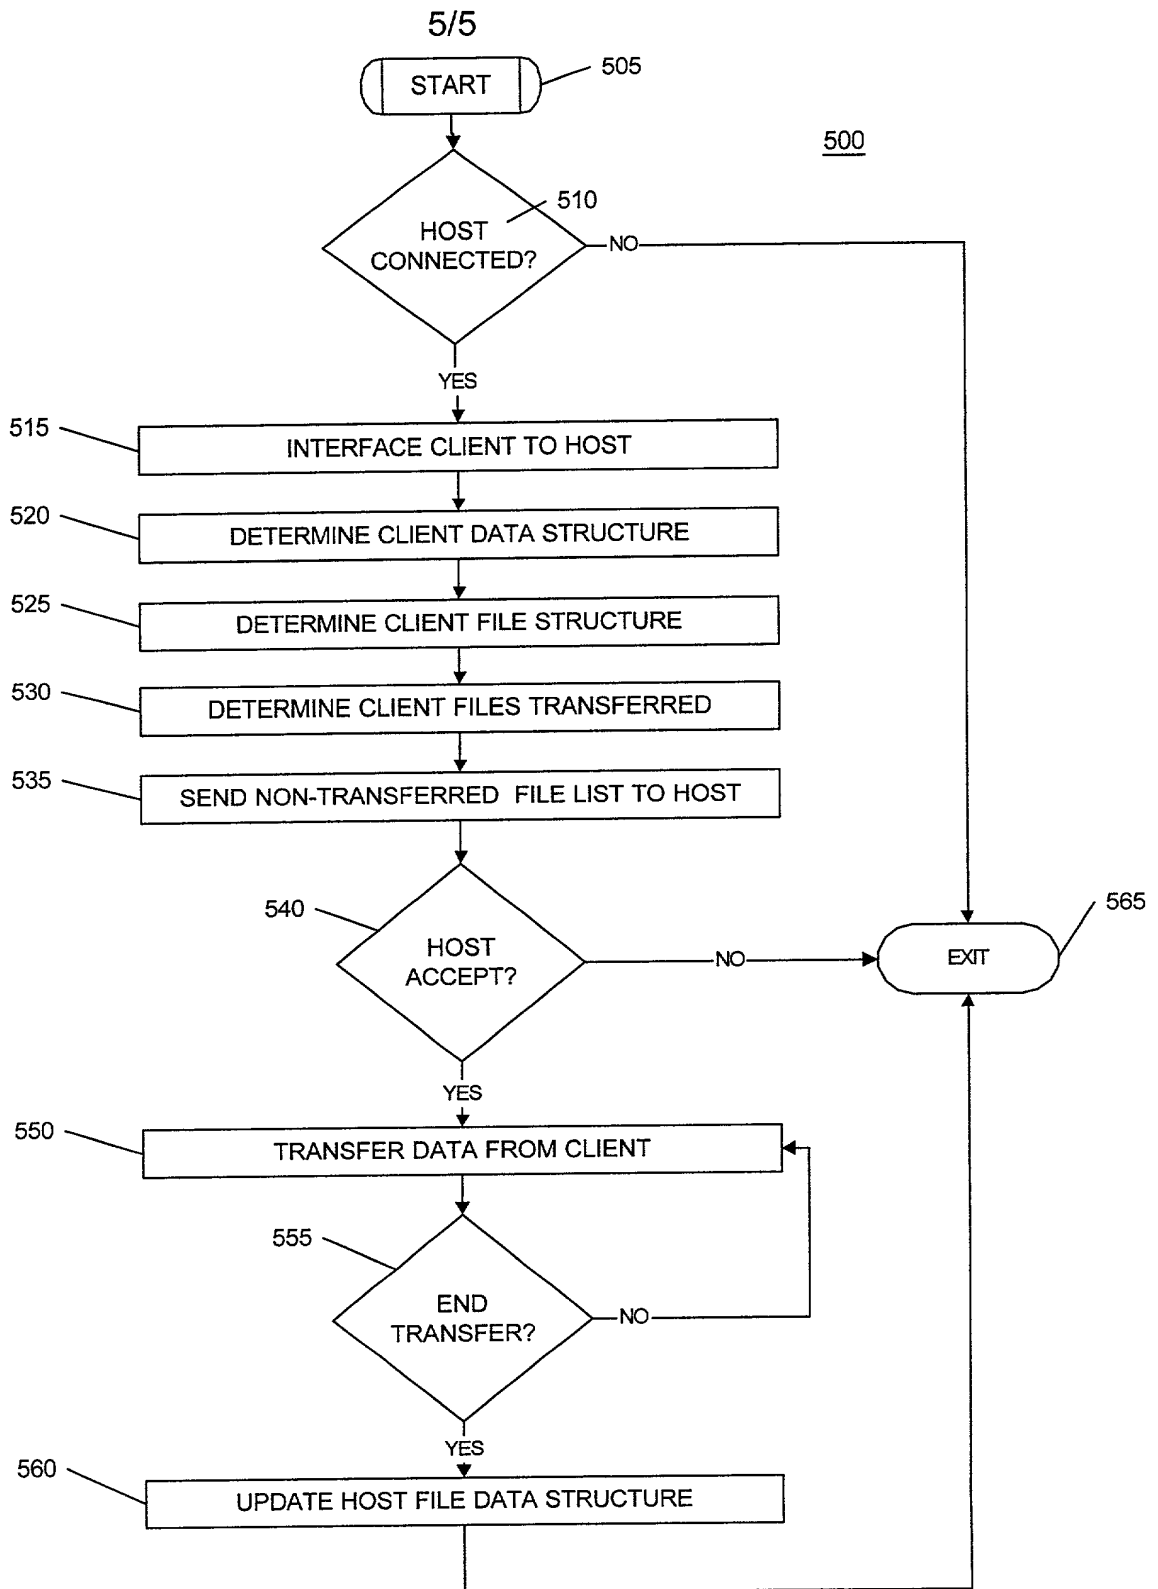 5/5
START
505
500
510
HOST
CONNECTED?
NO
YES
515
INTERFACE CLIENT TO HOST
520
DETERMINE CLIENT DATA STRUCTURE
525
DETERMINE CLIENT FILE STRUCTURE
530
DETERMINE CLIENT FILES TRANSFERRED
535
SEND NON-TRANSFERRED FILE LIST TO HOST
540
HOST
ACCEPT?
NO
EXIT
565
YES
550
TRANSFER DATA FROM CLIENT
555
END
TRANSFER?
NO
YES
560
UPDATE HOST FILE DATA STRUCTURE